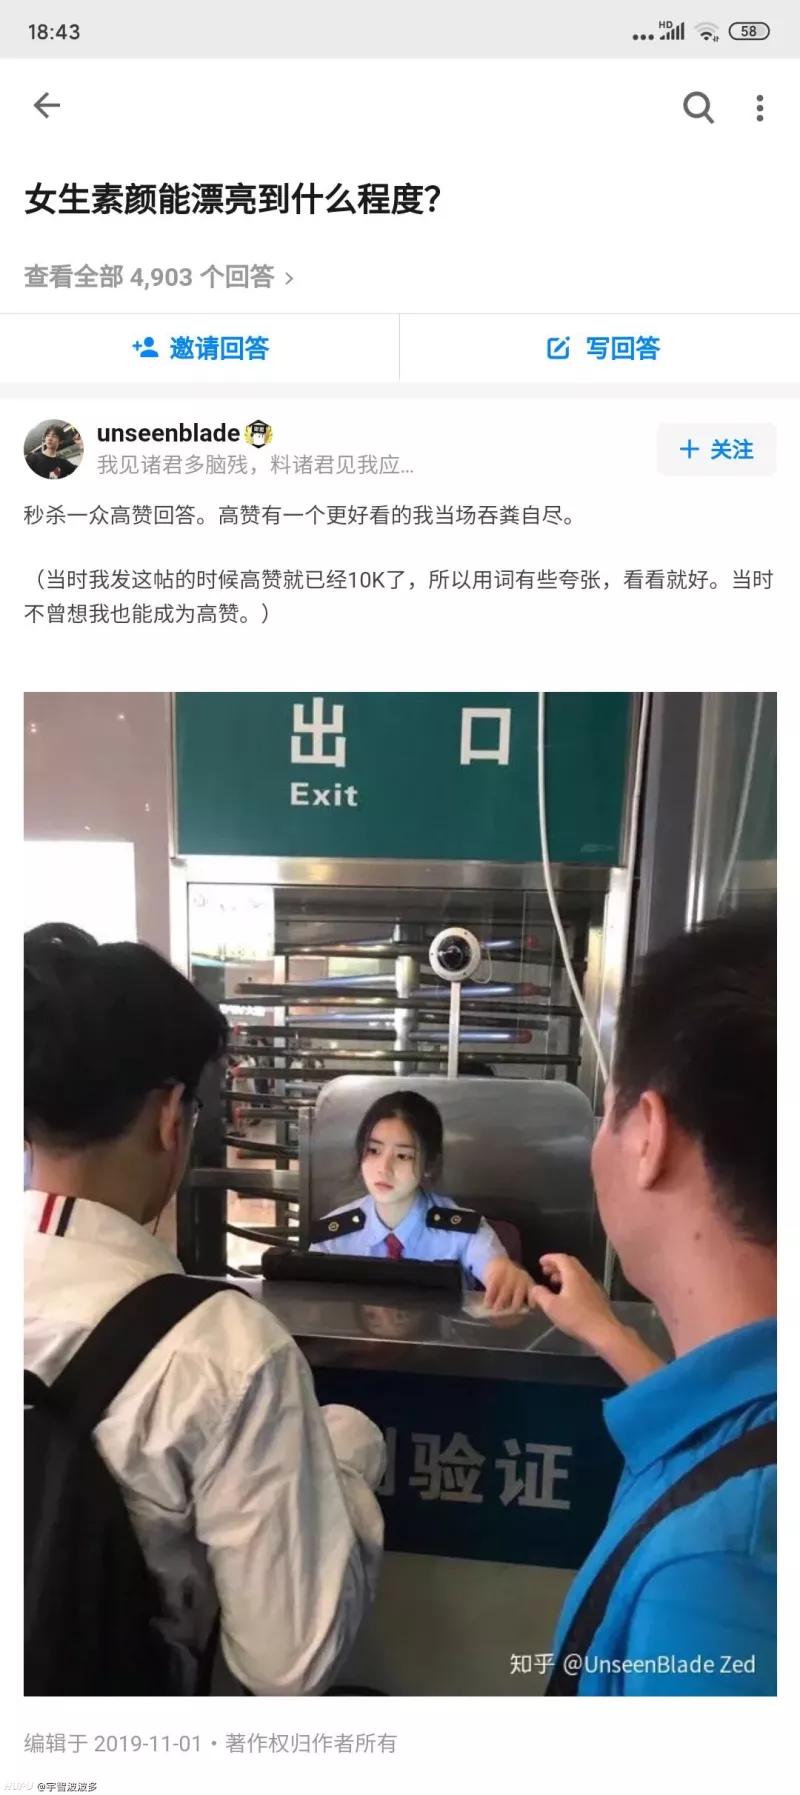 18:43
HD
58
女生素颜能漂亮到什么程度?
查看全部 4,903 个回答 >
邀请回答
写回答
unseenblade
我见诸君多脑残，料诸君见我应...
+ 关注
秒杀一众高赞回答。高赞有一个更好看的我当场吞粪自尽。
（当时我发这帖的时候高赞就已经10K了，所以用词有些夸张，看看就好。当时
不曾想我也能成为高赞。）
出 口
Exit
验证
知乎 @UnseenBlade Zed
编辑于 2019-11-01・著作权归作者所有
@宇智波波多